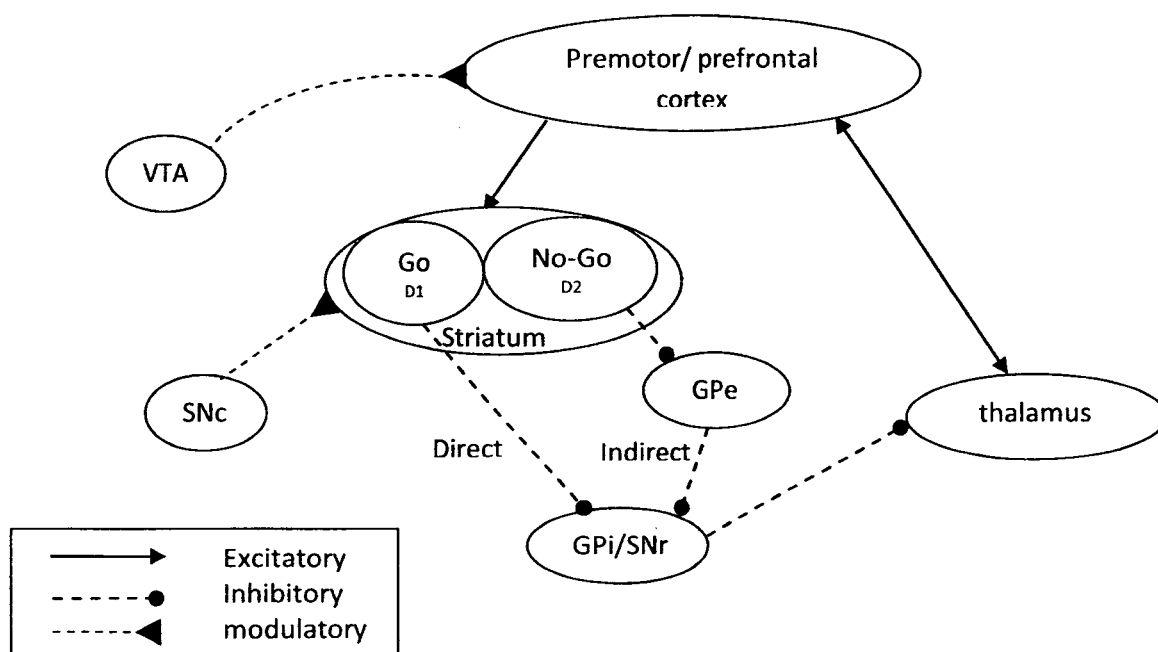 Premotor/ prefrontal
cortex
VTA
Go
D1
No-Go
D2
Striatum
SNc
GPe
thalamus
Direct
Indirect
GPi/SNr
Excitatory
Inhibitory
modulatory